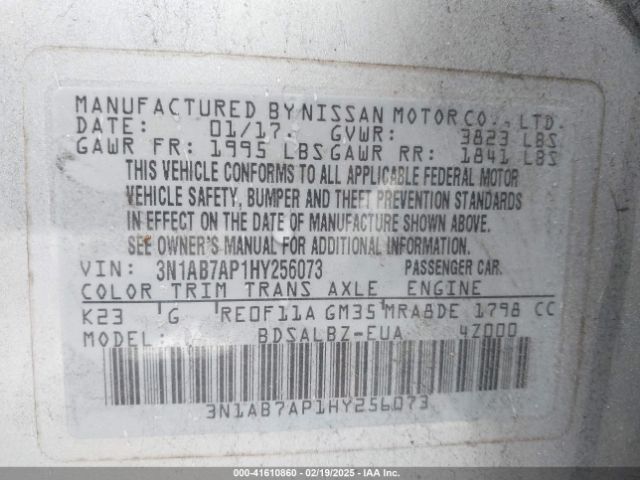 MANUFACTURED BY NISSAN MOTOR CO., LTD.
DATE: 01/17. GVWR: 3823 LBS
GAWR FR: 1995 LBS GAWR RR: 1841 LBS
THIS VEHICLE CONFORMS TO ALL APPLICABLE FEDERAL MOTOR
VEHICLE SAFETY, BUMPER AND THEFT PREVENTION STANDARDS
IN EFFECT ON THE DATE OF MANUFACTURE SHOWN ABOVE.
SEE OWNER'S MANUAL FOR ADDITIONAL INFORMATION.
VIN: 3N1AB7AP1HY256073 PASSENGER CAR.
COLOR TRIM TRANS AXLE ENGINE
K23 G RE0F11A GM35 MRA8DE 1798 CC
MODEL: BDSALBZ-EUA 4Z000
3N1AB7AP1HY256073
000-41610860 - 02/19/2025 - IAA Inc.